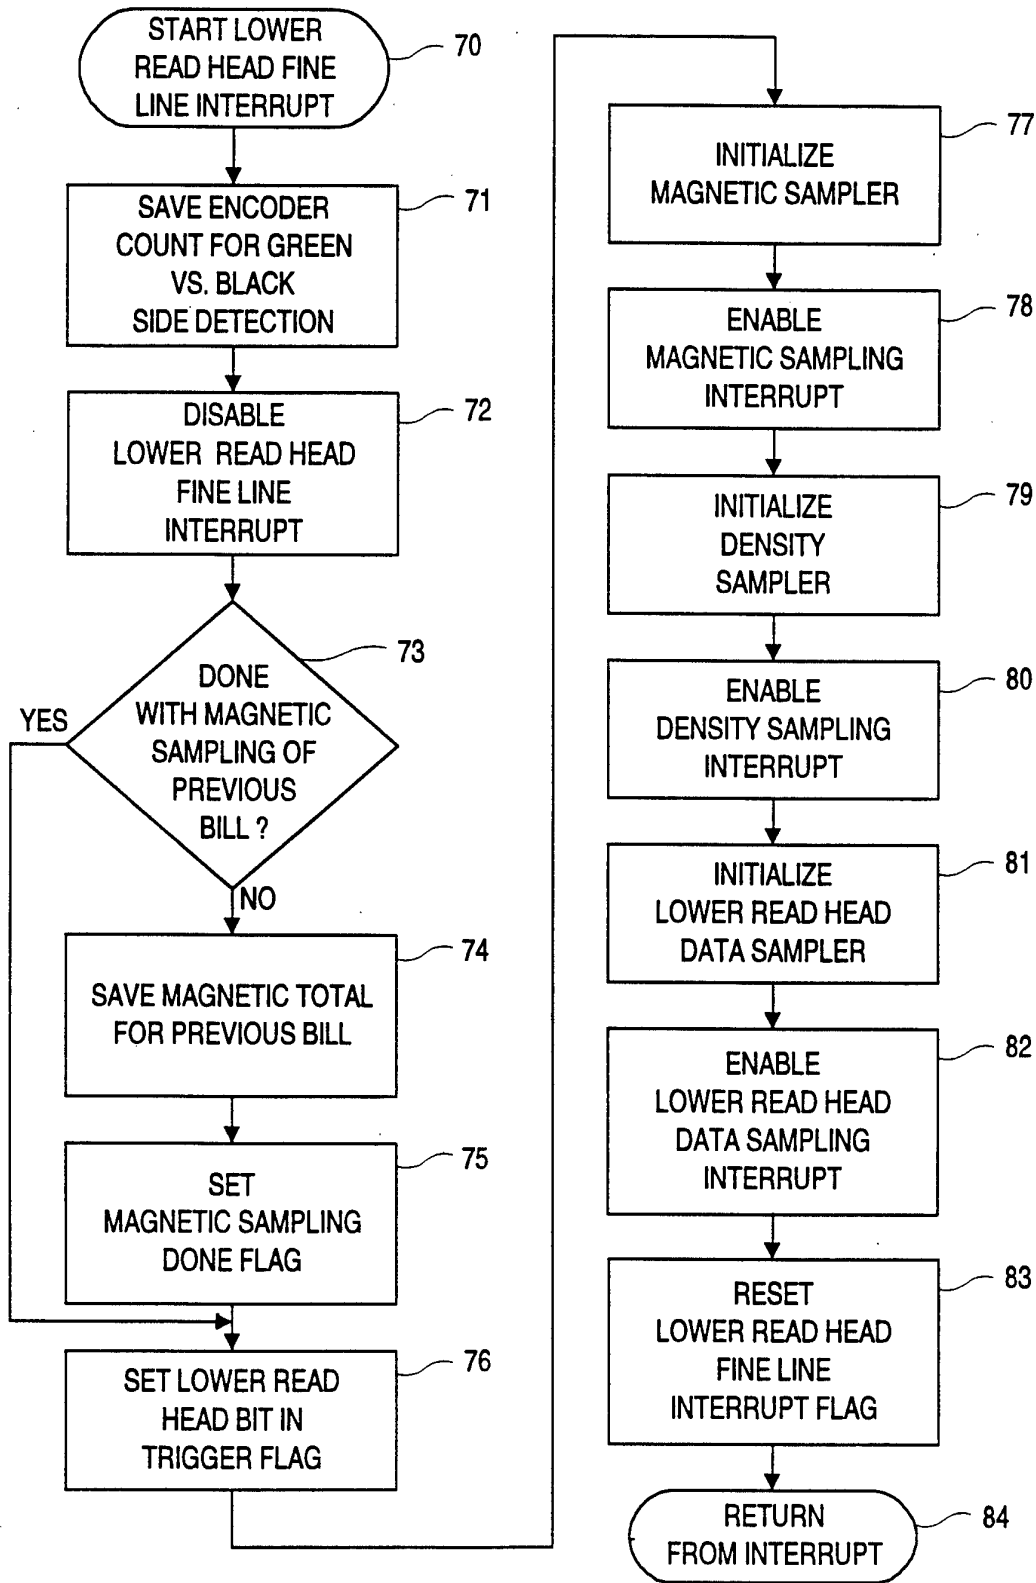 START LOWER
READ HEAD FINE
LINE INTERRUPT
70
SAVE ENCODER
COUNT FOR GREEN
VS. BLACK
SIDE DETECTION
71
DISABLE
LOWER READ HEAD
FINE LINE
INTERRUPT
72
DONE
WITH MAGNETIC
SAMPLING OF
PREVIOUS
BILL ?
73
YES
NO
SAVE MAGNETIC TOTAL
FOR PREVIOUS BILL
74
SET
MAGNETIC SAMPLING
DONE FLAG
75
SET LOWER READ
HEAD BIT IN
TRIGGER FLAG
76
INITIALIZE
MAGNETIC SAMPLER
77
ENABLE
MAGNETIC SAMPLING
INTERRUPT
78
INITIALIZE
DENSITY
SAMPLER
79
ENABLE
DENSITY SAMPLING
INTERRUPT
80
INITIALIZE
LOWER READ HEAD
DATA SAMPLER
81
ENABLE
LOWER READ HEAD
DATA SAMPLING
INTERRUPT
82
RESET
LOWER READ HEAD
FINE LINE
INTERRUPT FLAG
83
RETURN
FROM INTERRUPT
84